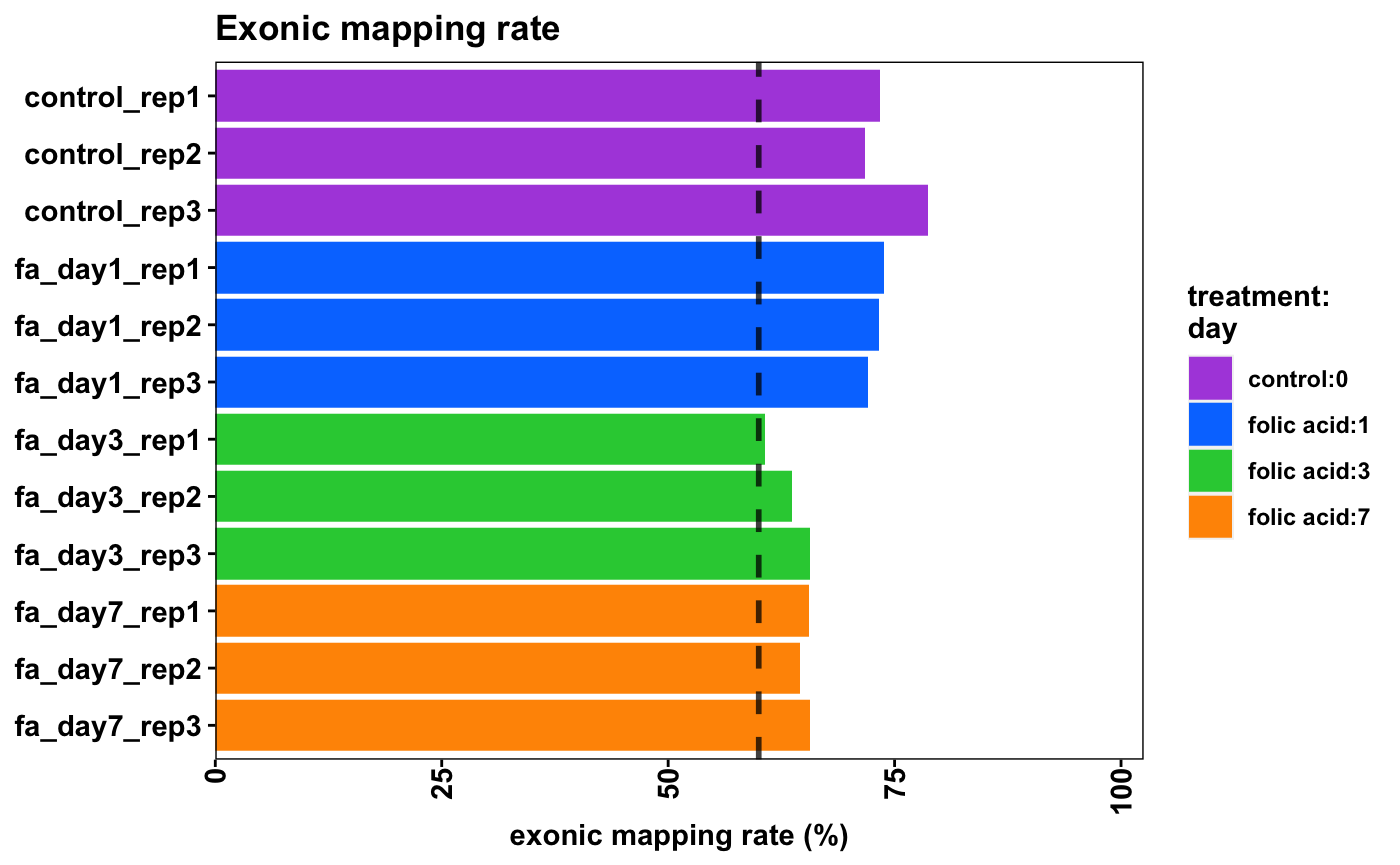 Exonic mapping rate
control_rep1
control_rep2
control_rep3
fa_day1_rep1
fa_day1_rep2
fa_day1_rep3
fa_day3_rep1
fa_day3_rep2
fa_day3_rep3
fa_day7_rep1
fa_day7_rep2
fa_day7_rep3
0
25
50
75
100
exonic mapping rate (%)
treatment:
day
control:0
folic acid:1
folic acid:3
folic acid:7